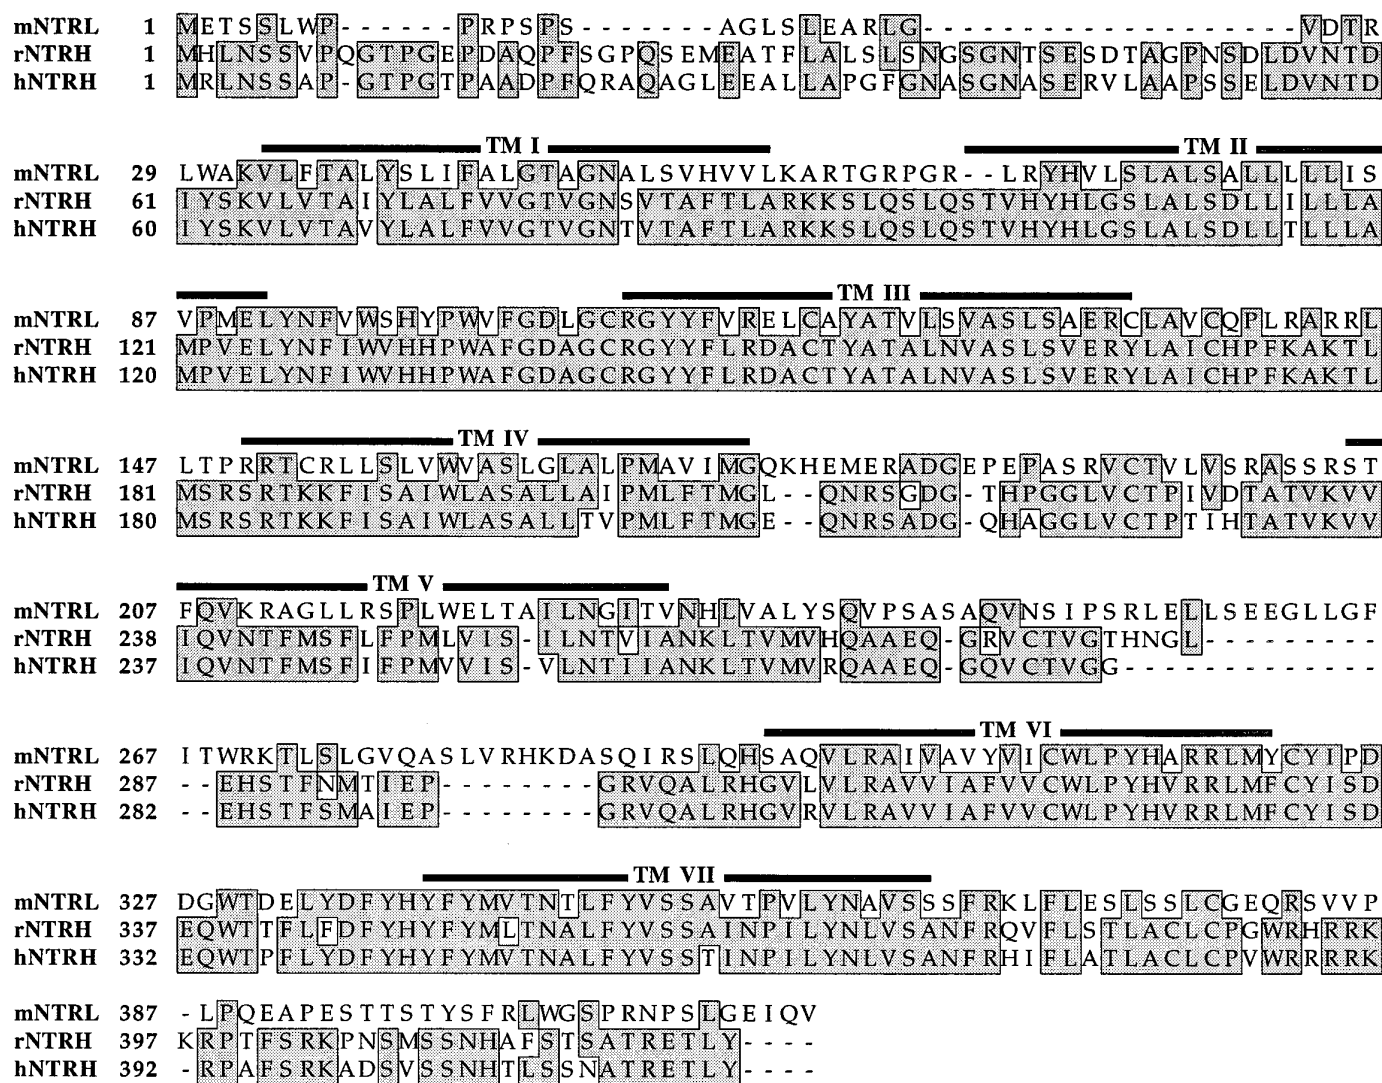 mNTRL 1 METSSLWP------PRPSPS-------AGLSLEARLG-------------------VDTR
rNTRH 1 MHLNSSVPQGTPGEPDAQPFSGPQSEMEATFLALSLSNGSGNTSESDTAGPNSDLDVNTD
hNTRH 1 MRLNSSAP-GTPGTPAADPFQRAQAGLEEALLAPGFGNASGNASERVLAAPSSELDVNTD
TM I TM II
mNTRL 29 LWAKVLFTALYSLIFALGTAGNALSVHVVLKARTGRPGR--LRYHVLSLALSALLLLLIS
rNTRH 61 IYSKVLVTAIYLALFVVGTVGNSVTAFTLARKKSLQSLQSTVHYHLGSLALSDLLILLLA
hNTRH 60 IYSKVLVTAVYLALFVVGTVGNTVTAFTLARKKSLQSLQSTVHYHLGSLALSDLLTLLLA
TM III
mNTRL 87 VPMELYNFVWSHYPWVFGDLGCRGYYFVRELCAYATVLSVASLSAERCLAVCQPLRARRL
rNTRH 121 MPVELYNFIWVHHPWAFGDAGCRGYYFLRDACTYATALNVASLSVERYLAICHPFKAKTL
hNTRH 120 MPVELYNFIWVHHPWAFGDAGCRGYYFLRDACTYATALNVASLSVERYLAICHPFKAKTL
TM IV
mNTRL 147 LTPRRTCRLLSLVWVASLGLALPMAVIMGQKHEMERADGEPEPASRVCTVLVSRASSRST
rNTRH 181 MSRSRTKKFISAIWLASALLAIPMLFTMGL--QNRSGDG-THPGGLVCTPIVDTATVKVV
hNTRH 180 MSRSRTKKFISAIWLASALLTVPMLFTMGE--QNRSADG-QHAGGLVCTPTIHTATVKVV
TM V
mNTRL 207 FQVKRAGLLRSPLWELTAILNGITVNHLVALYSQVPSASAQVNSIPSRLELLSEEGLLGF
rNTRH 238 IQVNTFMSFLFPMLVIS-ILNTVIANKLTVMVHQAAEQ-GRVCTVGTHNGL---------
hNTRH 237 IQVNTFMSFIFPMVVIS-VLNTIIANKLTVMVRQAAEQ-GQVCTVGG-------------
TM VI
mNTRL 267 ITWRKTLSLGVQASLVRHKDASQIRSLQHSAQVLRAIVAVYVICWLPYHARRLMYCYIPD
rNTRH 287 --EHSTFNMTIEP--------GRVQALRHGVLVLRAVVIAFVVCWLPYHVRRLMFCYISD
hNTRH 282 --EHSTFSMAIEP--------GRVQALRHGVRVLRAVVIAFVVCWLPYHVRRLMFCYISD
TM VII
mNTRL 327 DGWTDELYDFYHYFYMVTNTLFYVSSAVTPVLYNAVSSSFRKLFLESLSSLCGEQRSVVP
rNTRH 337 EQWTTFLFDFYHYFYMLTNALFYVSSAINPILYNLVSANFRQVFLSTLACLCPGWRHRRK
hNTRH 332 EQWTPFLYDFYHYFYMVTNALFYVSSTINPILYNLVSANFRHIFLATLACLCPVWRRRRK
mNTRL 387 -LPQEAPESTTSTYSFRLWGSPRNPSLGEIQV
rNTRH 397 KRPTFSRKPNSMSSNHAFSTSATRETLY----
hNTRH 392 -RPAFSRKADSVSSNHTLSSNATRETLY----